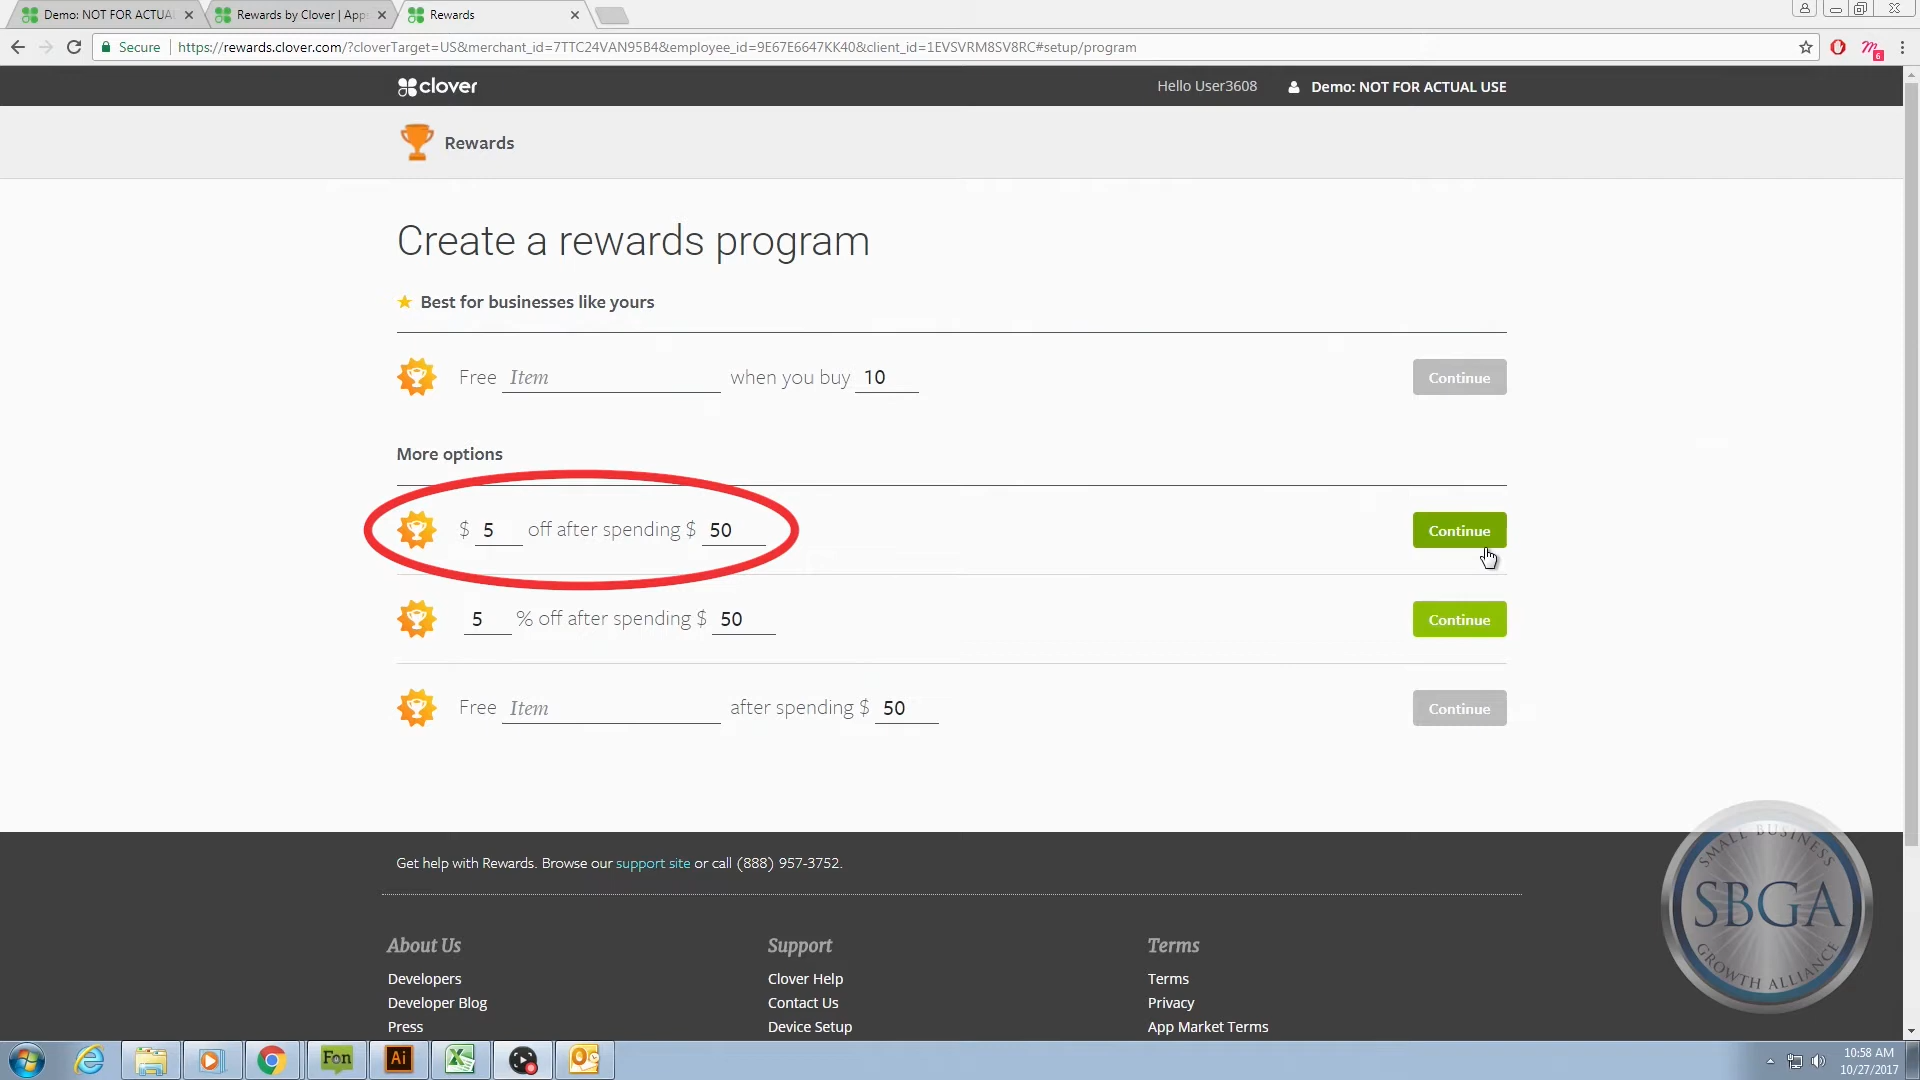 Demo: NOT FOR ACTUA
Rewards by Clover | App
Rewards
Secure
https://rewards.clover.com/?cloverTarget=US&merchant_id=7TTC24VAN95B4&employee_id=9E67E6647KK40&client_id=1EVSVRM8SV8RC#setup/program
6
clover
Hello User3608
Demo: NOT FOR ACTUAL USE
Rewards
Create a rewards program
Best for businesses like yours
Free Item when you buy 10
Continue
More options
$ 5 off after spending $ 50
Continue
5 % off after spending $ 50
Continue
Free Item after spending $ 50
Continue
Get help with Rewards. Browse our support site or call (888) 957-3752.
About Us
Support
Terms
Developers
Clover Help
Terms
Developer Blog
Contact Us
Privacy
Press
Device Setup
App Market Terms
SMALL BUSINESS
SBGA
GROWTH ALLIANCE
Fon
Ai
10:58 AM
10/27/2017